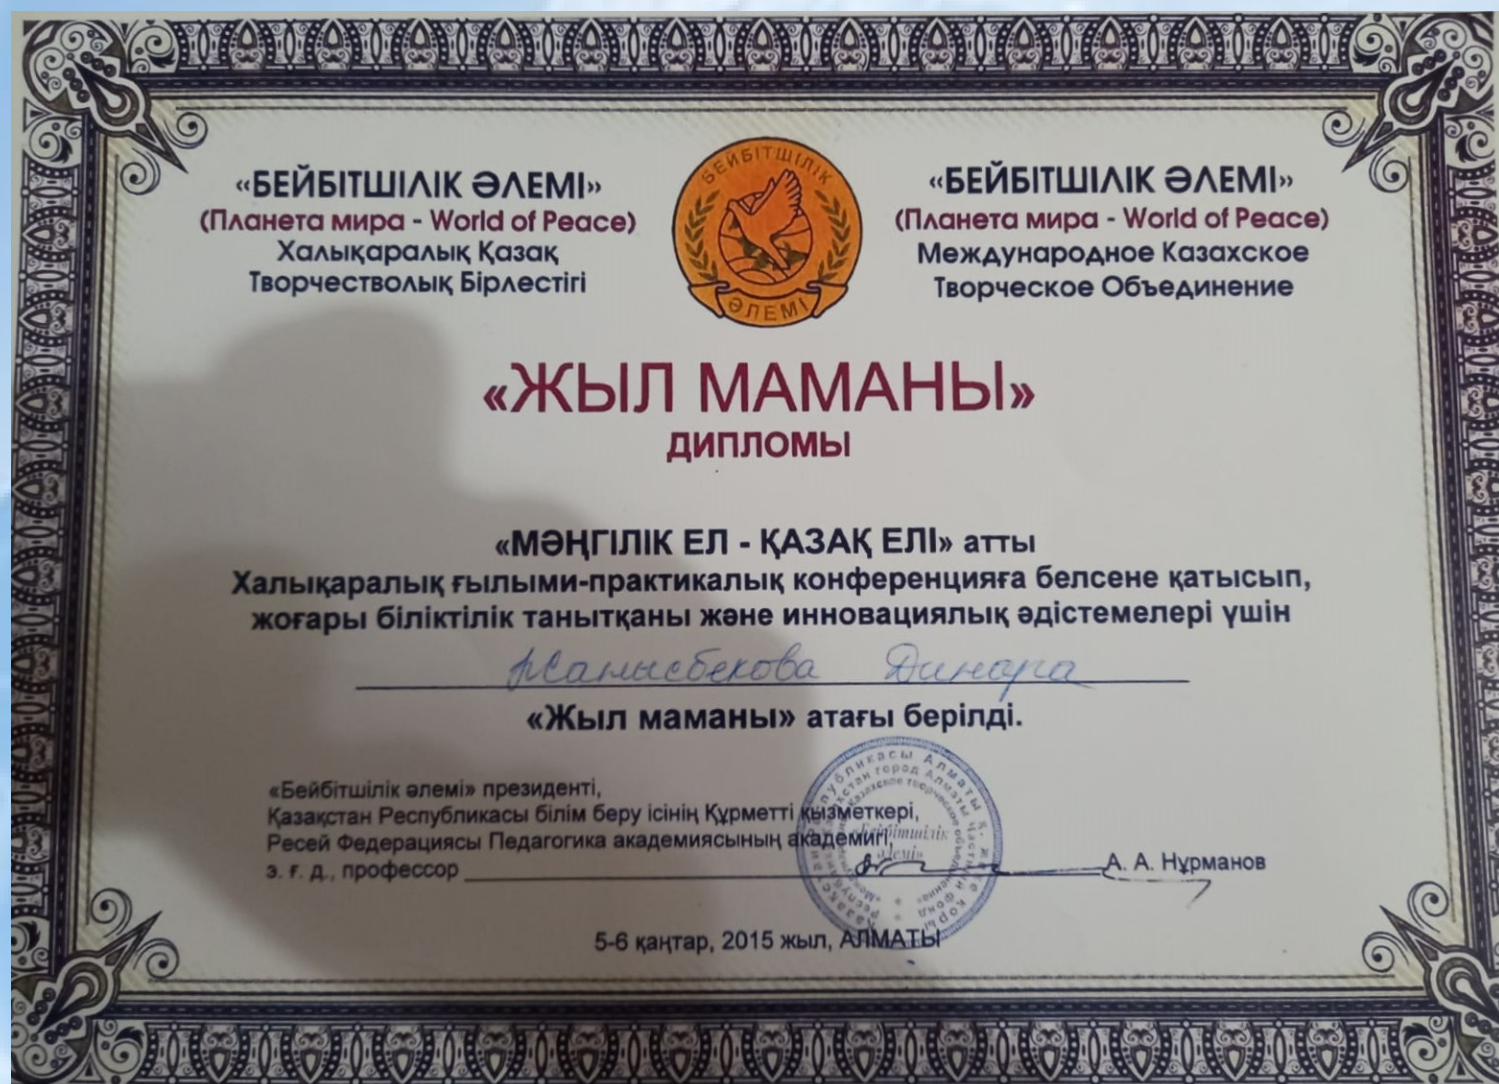 «БЕЙБІТШІЛІК ӘЛЕМІ»
(Планета мира - World of Peace)
Халықаралық Қазақ
Творчестволық Бірлестігі
БЕЙБІТШІЛІК
ӘЛЕМІ
«БЕЙБІТШІЛІК ӘЛЕМІ»
(Планета мира - World of Peace)
Международное Казахское
Творческое Объединение
«ЖЫЛ МАМАНЫ»
ДИПЛОМЫ
«МӘҢГІЛІК ЕЛ - ҚАЗАҚ ЕЛІ» атты
Халықаралық ғылыми-практикалық конференцияға белсене қатысып,
жоғары біліктілік танытқаны және инновациялық әдістемелері үшін
Жанысбекова Динара
«Жыл маманы» атағы берілді.
«Бейбітшілік әлемі» президенті,
Қазақстан Республикасы білім беру ісінің Құрметті қызметкері,
Ресей Федерациясы Педагогика академиясының академигі,
э. ғ. д., профессор А. А. Нұрманов
«Бейбітшілік
әлемі»
5-6 қаңтар, 2015 жыл, АЛМАТЫ